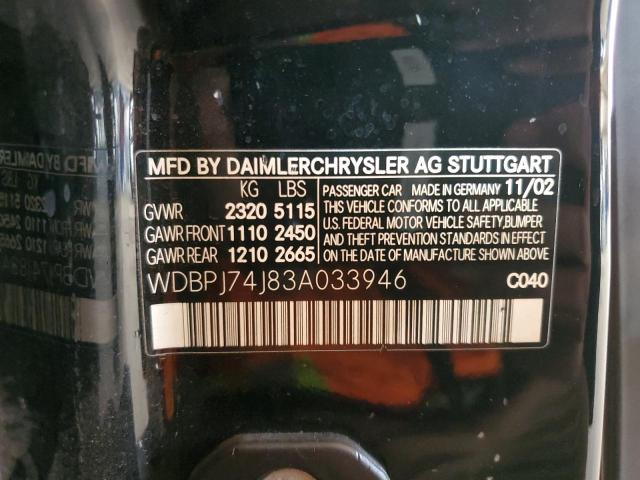 MFD BY DAIMLERCHRYSLER AG STUTTGART
KG LBS
GVWR 2320 5115
GAWR FRONT 1110 2450
GAWR REAR 1210 2665
PASSENGER CAR MADE IN GERMANY 11/02
THIS VEHICLE CONFORMS TO ALL APPLICABLE
U.S. FEDERAL MOTOR VEHICLE SAFETY, BUMPER
AND THEFT PREVENTION STANDARDS IN EFFECT
ON THE DATE OF MANUFACTURE SHOWN ABOVE
WDBPJ74J83A033946 C040